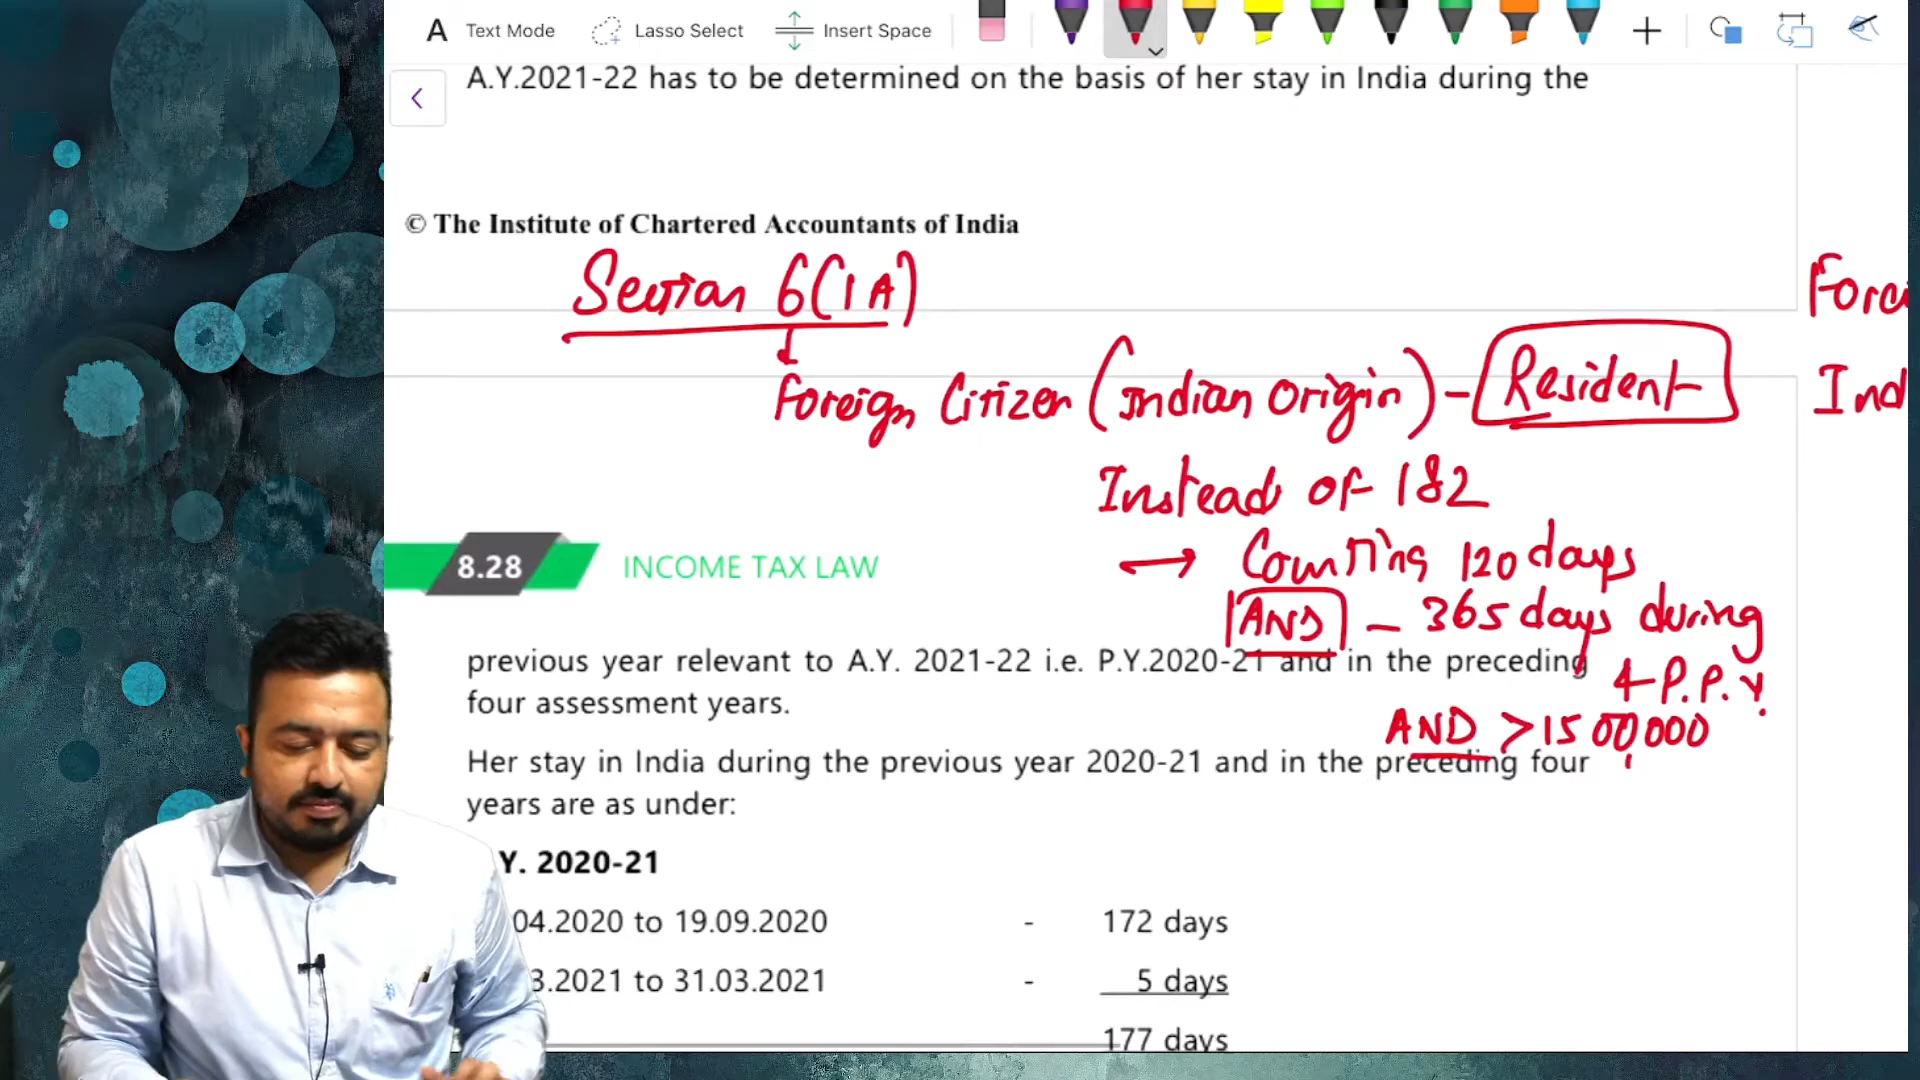 A Text Mode Lasso Select Insert Space
A.Y.2021-22 has to be determined on the basis of her stay in India during the
© The Institute of Chartered Accountants of India
Section 6(1A)
Foreign Citizen (Indian Origin) - Resident
Instead of 182
→ Counting 120 days
AND - 365 days during
4 P.P.Y.
AND > 1500,000
8.28 INCOME TAX LAW
previous year relevant to A.Y. 2021-22 i.e. P.Y.2020-21 and in the preceding
four assessment years.
Her stay in India during the previous year 2020-21 and in the preceding four
years are as under:
Y. 2020-21
04.2020 to 19.09.2020 - 172 days
3.2021 to 31.03.2021 - 5 days
177 days
Forei
Ind